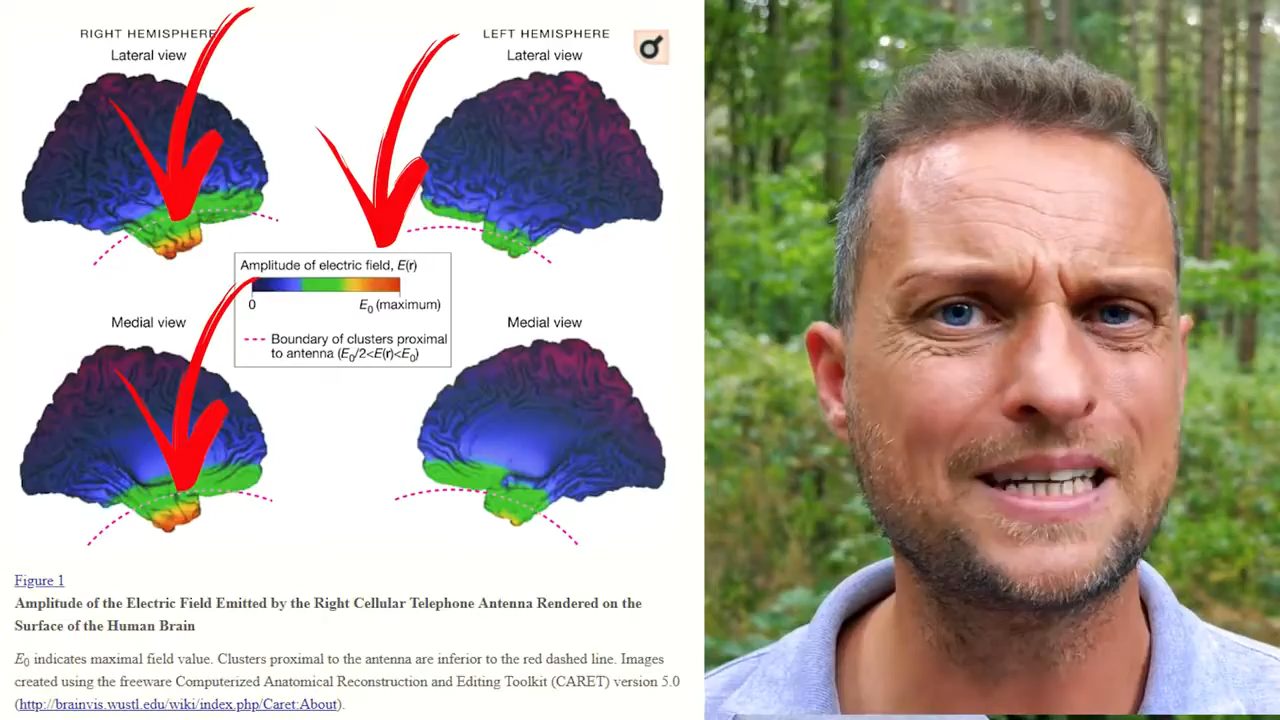 RIGHT HEMISPHERE
Lateral view
LEFT HEMISPHERE
Lateral view
Amplitude of electric field, E(r)
0
E0 (maximum)
Boundary of clusters proximal
to antenna (E0/2<E(r)<E0)
Medial view
Medial view
Figure 1
Amplitude of the Electric Field Emitted by the Right Cellular Telephone Antenna Rendered on the
Surface of the Human Brain
E0 indicates maximal field value. Clusters proximal to the antenna are inferior to the red dashed line. Images
created using the freeware Computerized Anatomical Reconstruction and Editing Toolkit (CARET) version 5.0
(http://brainvis.wustl.edu/wiki/index.php/Caret:About).